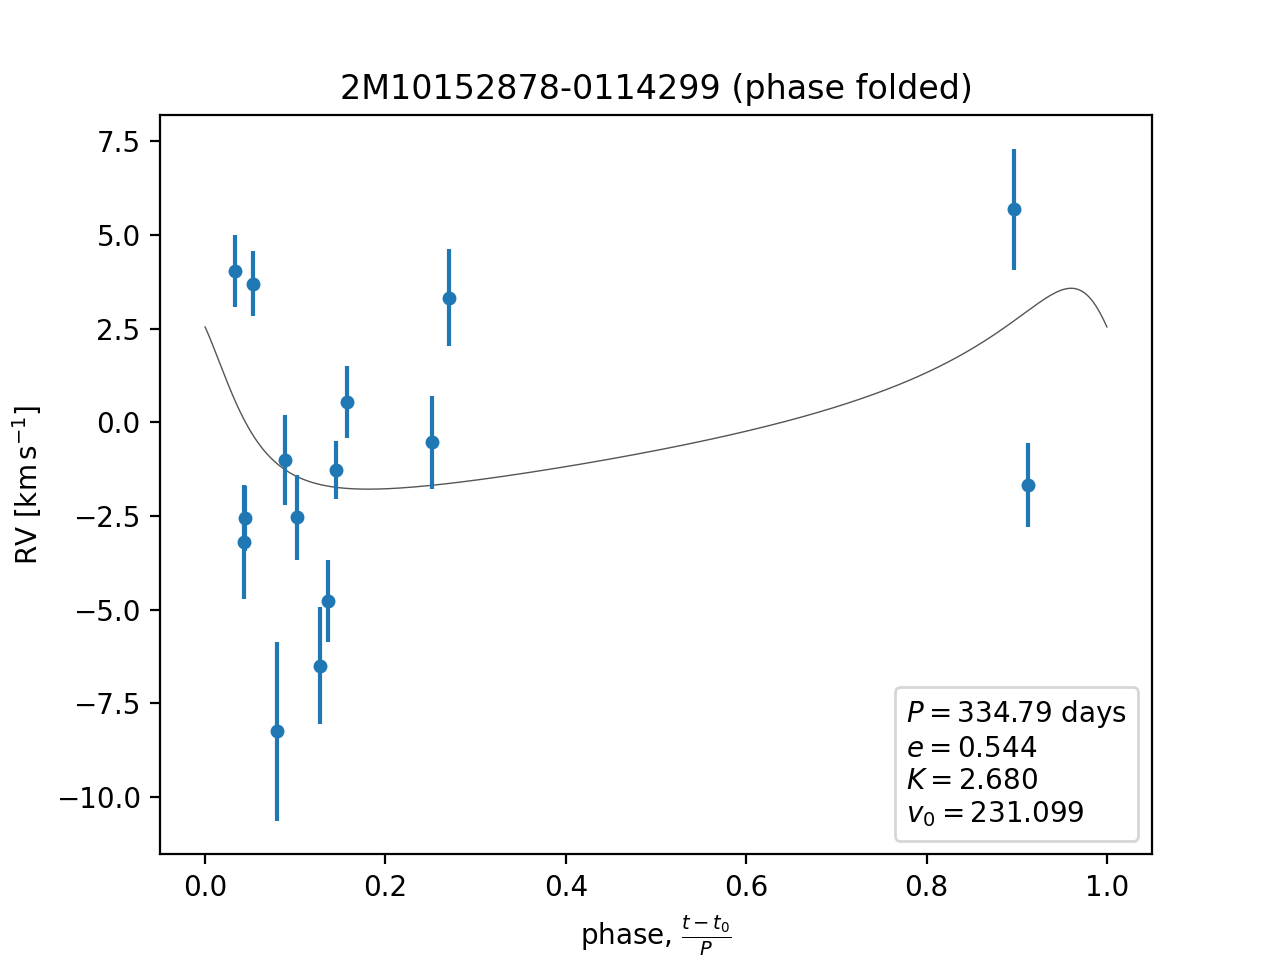 2M10152878-0114299 (phase folded)
7.5
5.0
2.5
0.0
−2.5
−5.0
−7.5
−10.0
RV [km s⁻¹]
P = 334.79 days
e = 0.544
K = 2.680
v₀ = 231.099
0.0 0.2 0.4 0.6 0.8 1.0
phase, (t − t₀)/P